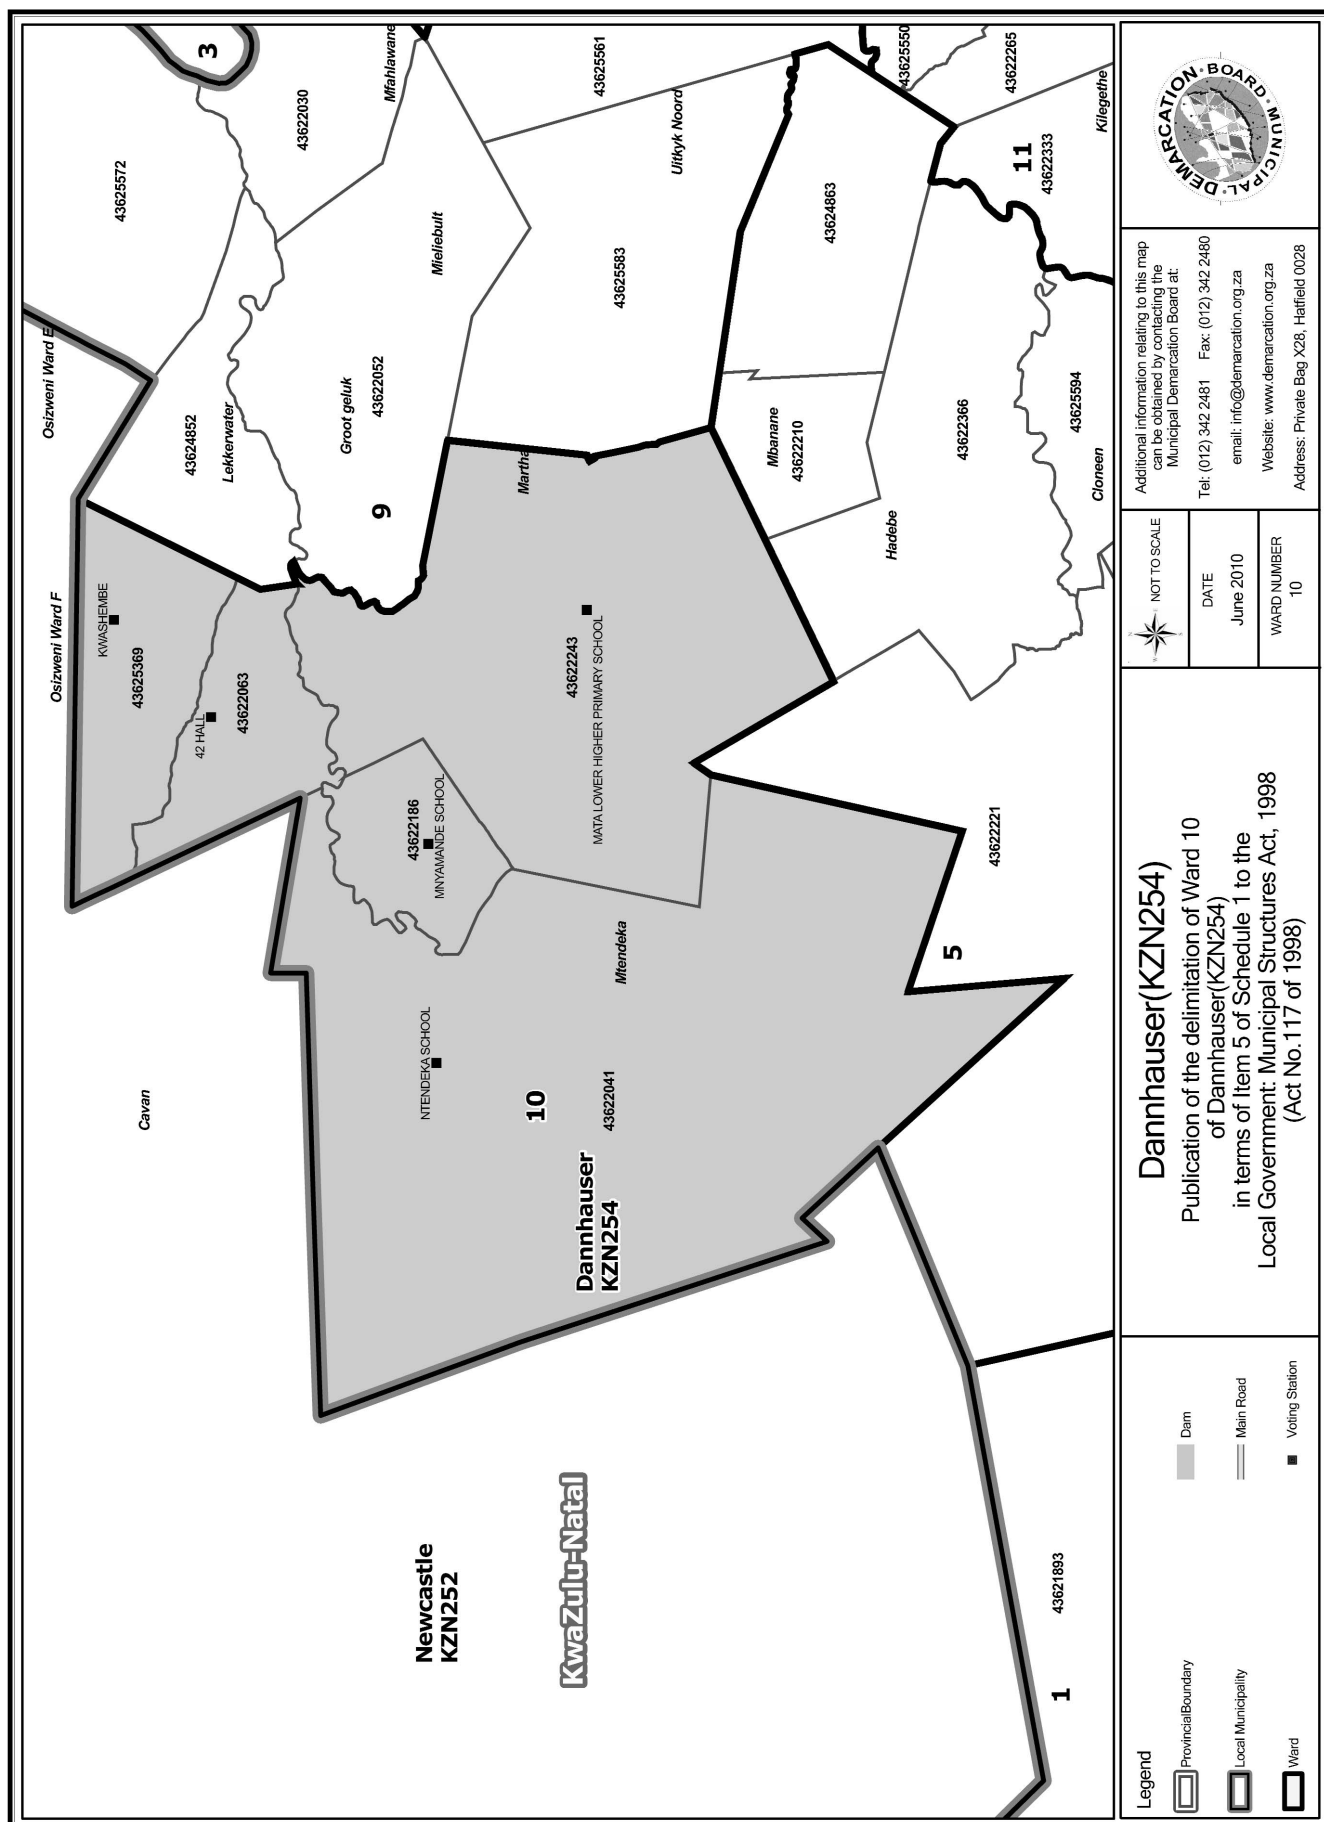 3
Mfahlawane
43622030
43625572
43625561
43625550
43622265
Uitkyk Noord
Kilegethe
11
43622333
43624863
Mieliebult
43625583
Osizweni Ward E
43622052
Groot geluk
43624852
Lekkerwater
9
Martha
Mbanane
43622210
43622366
43625594
Cloneen
Hadebe
Osizweni Ward F
KWASHEMBE
43625369
42 HALL
43622063
43622243
MATA LOWER HIGHER PRIMARY SCHOOL
43622186
MNYAMANDE SCHOOL
43622221
5
Mtendeka
NTENDEKA SCHOOL
10
43622041
Cavan
Dannhauser
KZN254
Newcastle
KZN252
KwaZulu-Natal
43621893
1
Legend
ProvincialBoundary
Local Municipality
Ward
Dam
Main Road
Voting Station
Dannhauser(KZN254)
Publication of the delimitation of Ward 10
of Dannhauser(KZN254)
in terms of Item 5 of Schedule 1 to the
Local Government: Municipal Structures Act, 1998
(Act No.117 of 1998)
N
E
S
W
NOT TO SCALE
DATE
June 2010
WARD NUMBER
10
Additional information relating to this map
can be obtained by contacting the
Municipal Demarcation Board at:
Tel: (012) 342 2481 Fax: (012) 342 2480
email: info@demarcation.org.za
Website: www.demarcation.org.za
Address: Private Bag X28, Hatfield 0028
MUNICIPAL DEMARCATION BOARD